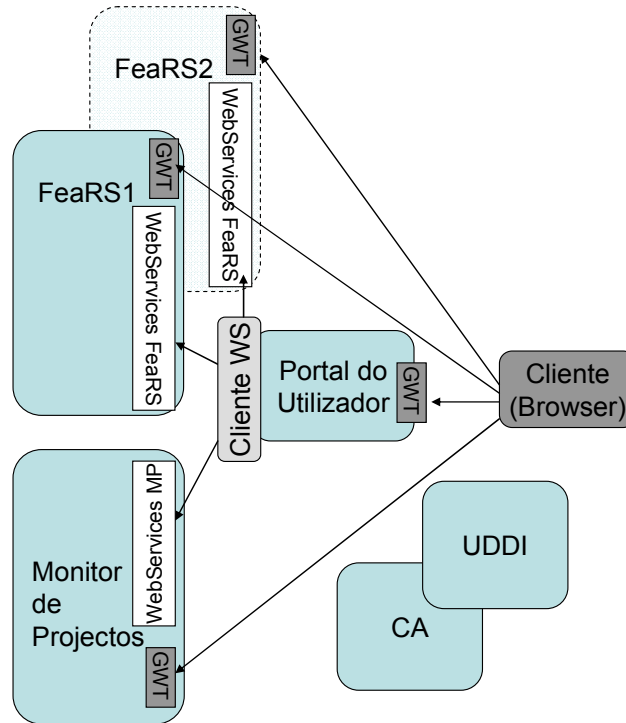 FeaRS2
GWT
WebServices FeaRS
FeaRS1
GWT
WebServices FeaRS
Cliente WS
Portal do
Utilizador
GWT
Cliente
(Browser)
WebServices MP
Monitor
de
Projectos
GWT
UDDI
CA